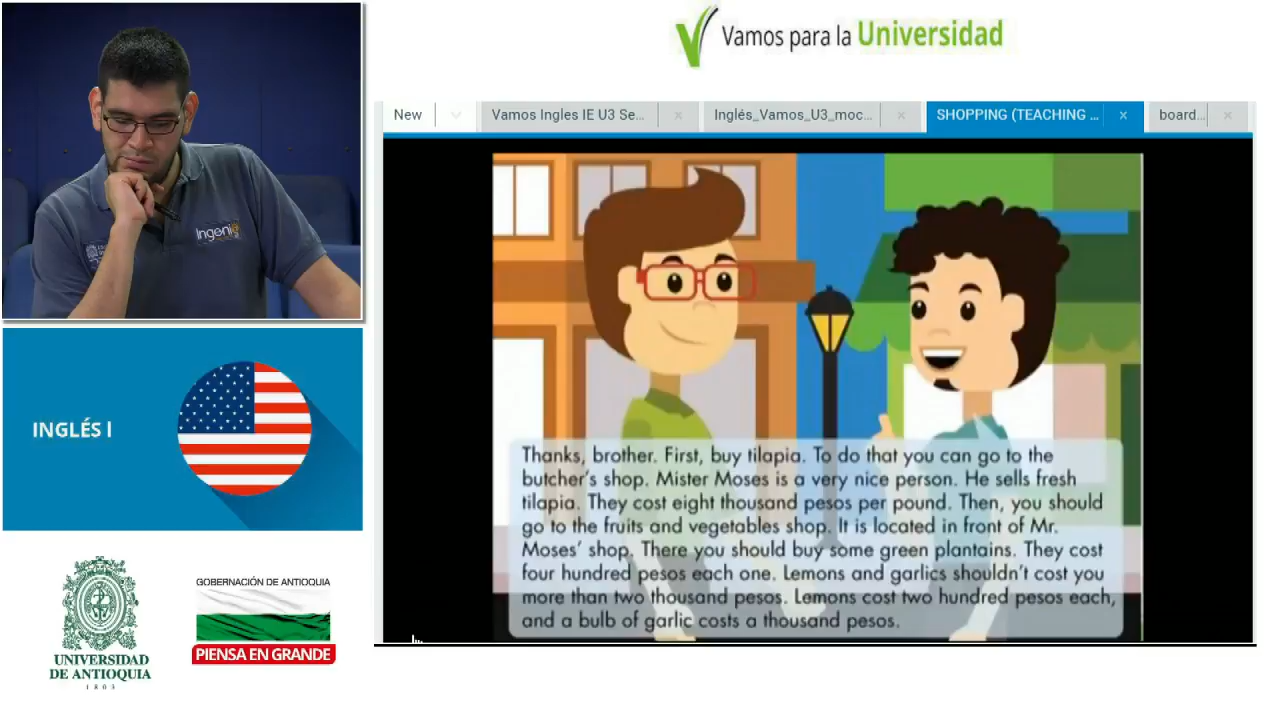 Vamos para la Universidad
New
Vamos Ingles IE U3 Se...
Inglés_Vamos_U3_moc...
SHOPPING (TEACHING ...
board...
Ingeni@
INGLÉS I
Thanks, brother. First, buy tilapia. To do that you can go to the
butcher's shop. Mister Moses is a very nice person. He sells fresh
tilapia. They cost eight thousand pesos per pound. Then, you should
go to the fruits and vegetables shop. It is located in front of Mr.
Moses' shop. There you should buy some green plantains. They cost
four hundred pesos each one. Lemons and garlics shouldn't cost you
more than two thousand pesos. Lemons cost two hundred pesos each,
and a bulb of garlic costs a thousand pesos.
UNIVERSIDAD
DE ANTIOQUIA
1803
GOBERNACIÓN DE ANTIOQUIA
PIENSA EN GRANDE